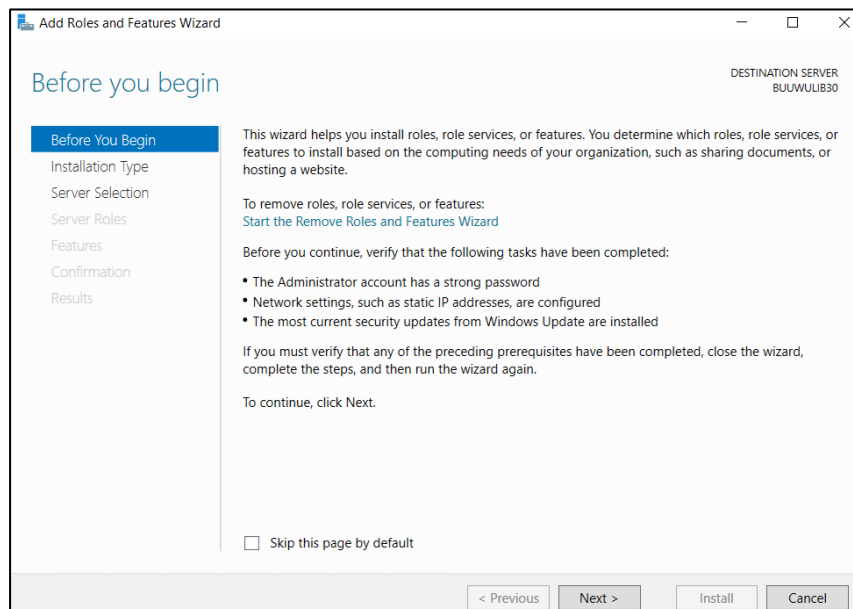 Add Roles and Features Wizard
Before you begin
DESTINATION SERVER
BUUWULIB30
Before You Begin
Installation Type
Server Selection
Server Roles
Features
Confirmation
Results
This wizard helps you install roles, role services, or features. You determine which roles, role services, or
features to install based on the computing needs of your organization, such as sharing documents, or
hosting a website.
To remove roles, role services, or features:
Start the Remove Roles and Features Wizard
Before you continue, verify that the following tasks have been completed:
• The Administrator account has a strong password
• Network settings, such as static IP addresses, are configured
• The most current security updates from Windows Update are installed
If you must verify that any of the preceding prerequisites have been completed, close the wizard,
complete the steps, and then run the wizard again.
To continue, click Next.
Skip this page by default
< Previous
Next >
Install
Cancel